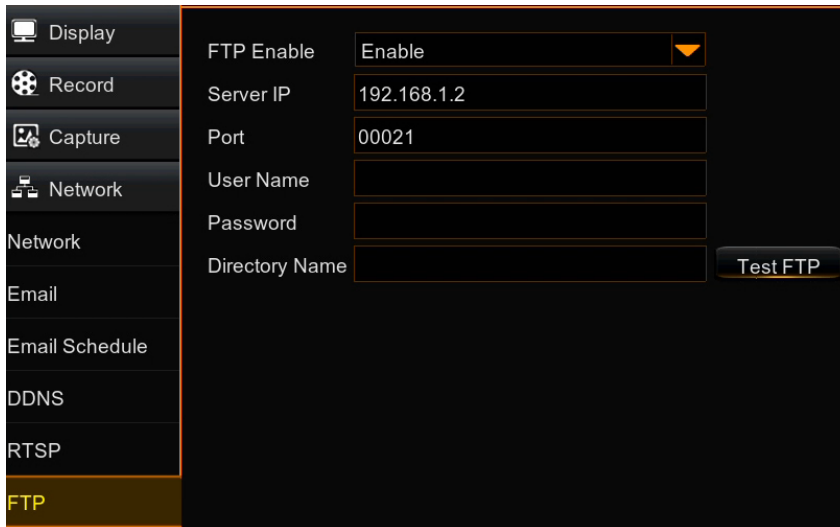 Display
Record
Capture
Network
Network
Email
Email Schedule
DDNS
RTSP
FTP
FTP Enable Enable
Server IP 192.168.1.2
Port 00021
User Name
Password
Directory Name Test FTP